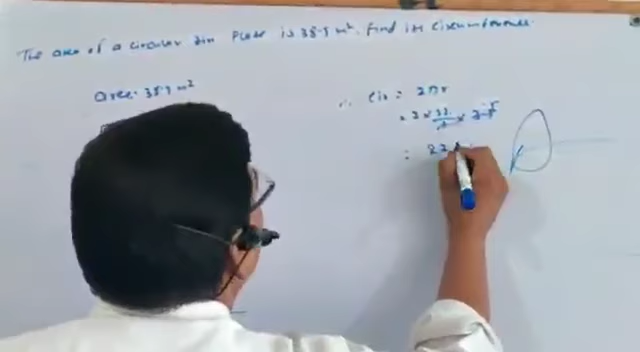 The area of a circular tin plate is 38.5 m². Find its circumference.
Area: 38.5 m²
∴ Cir = 2πr
= 2 × 22/7 × 3.5
= 22